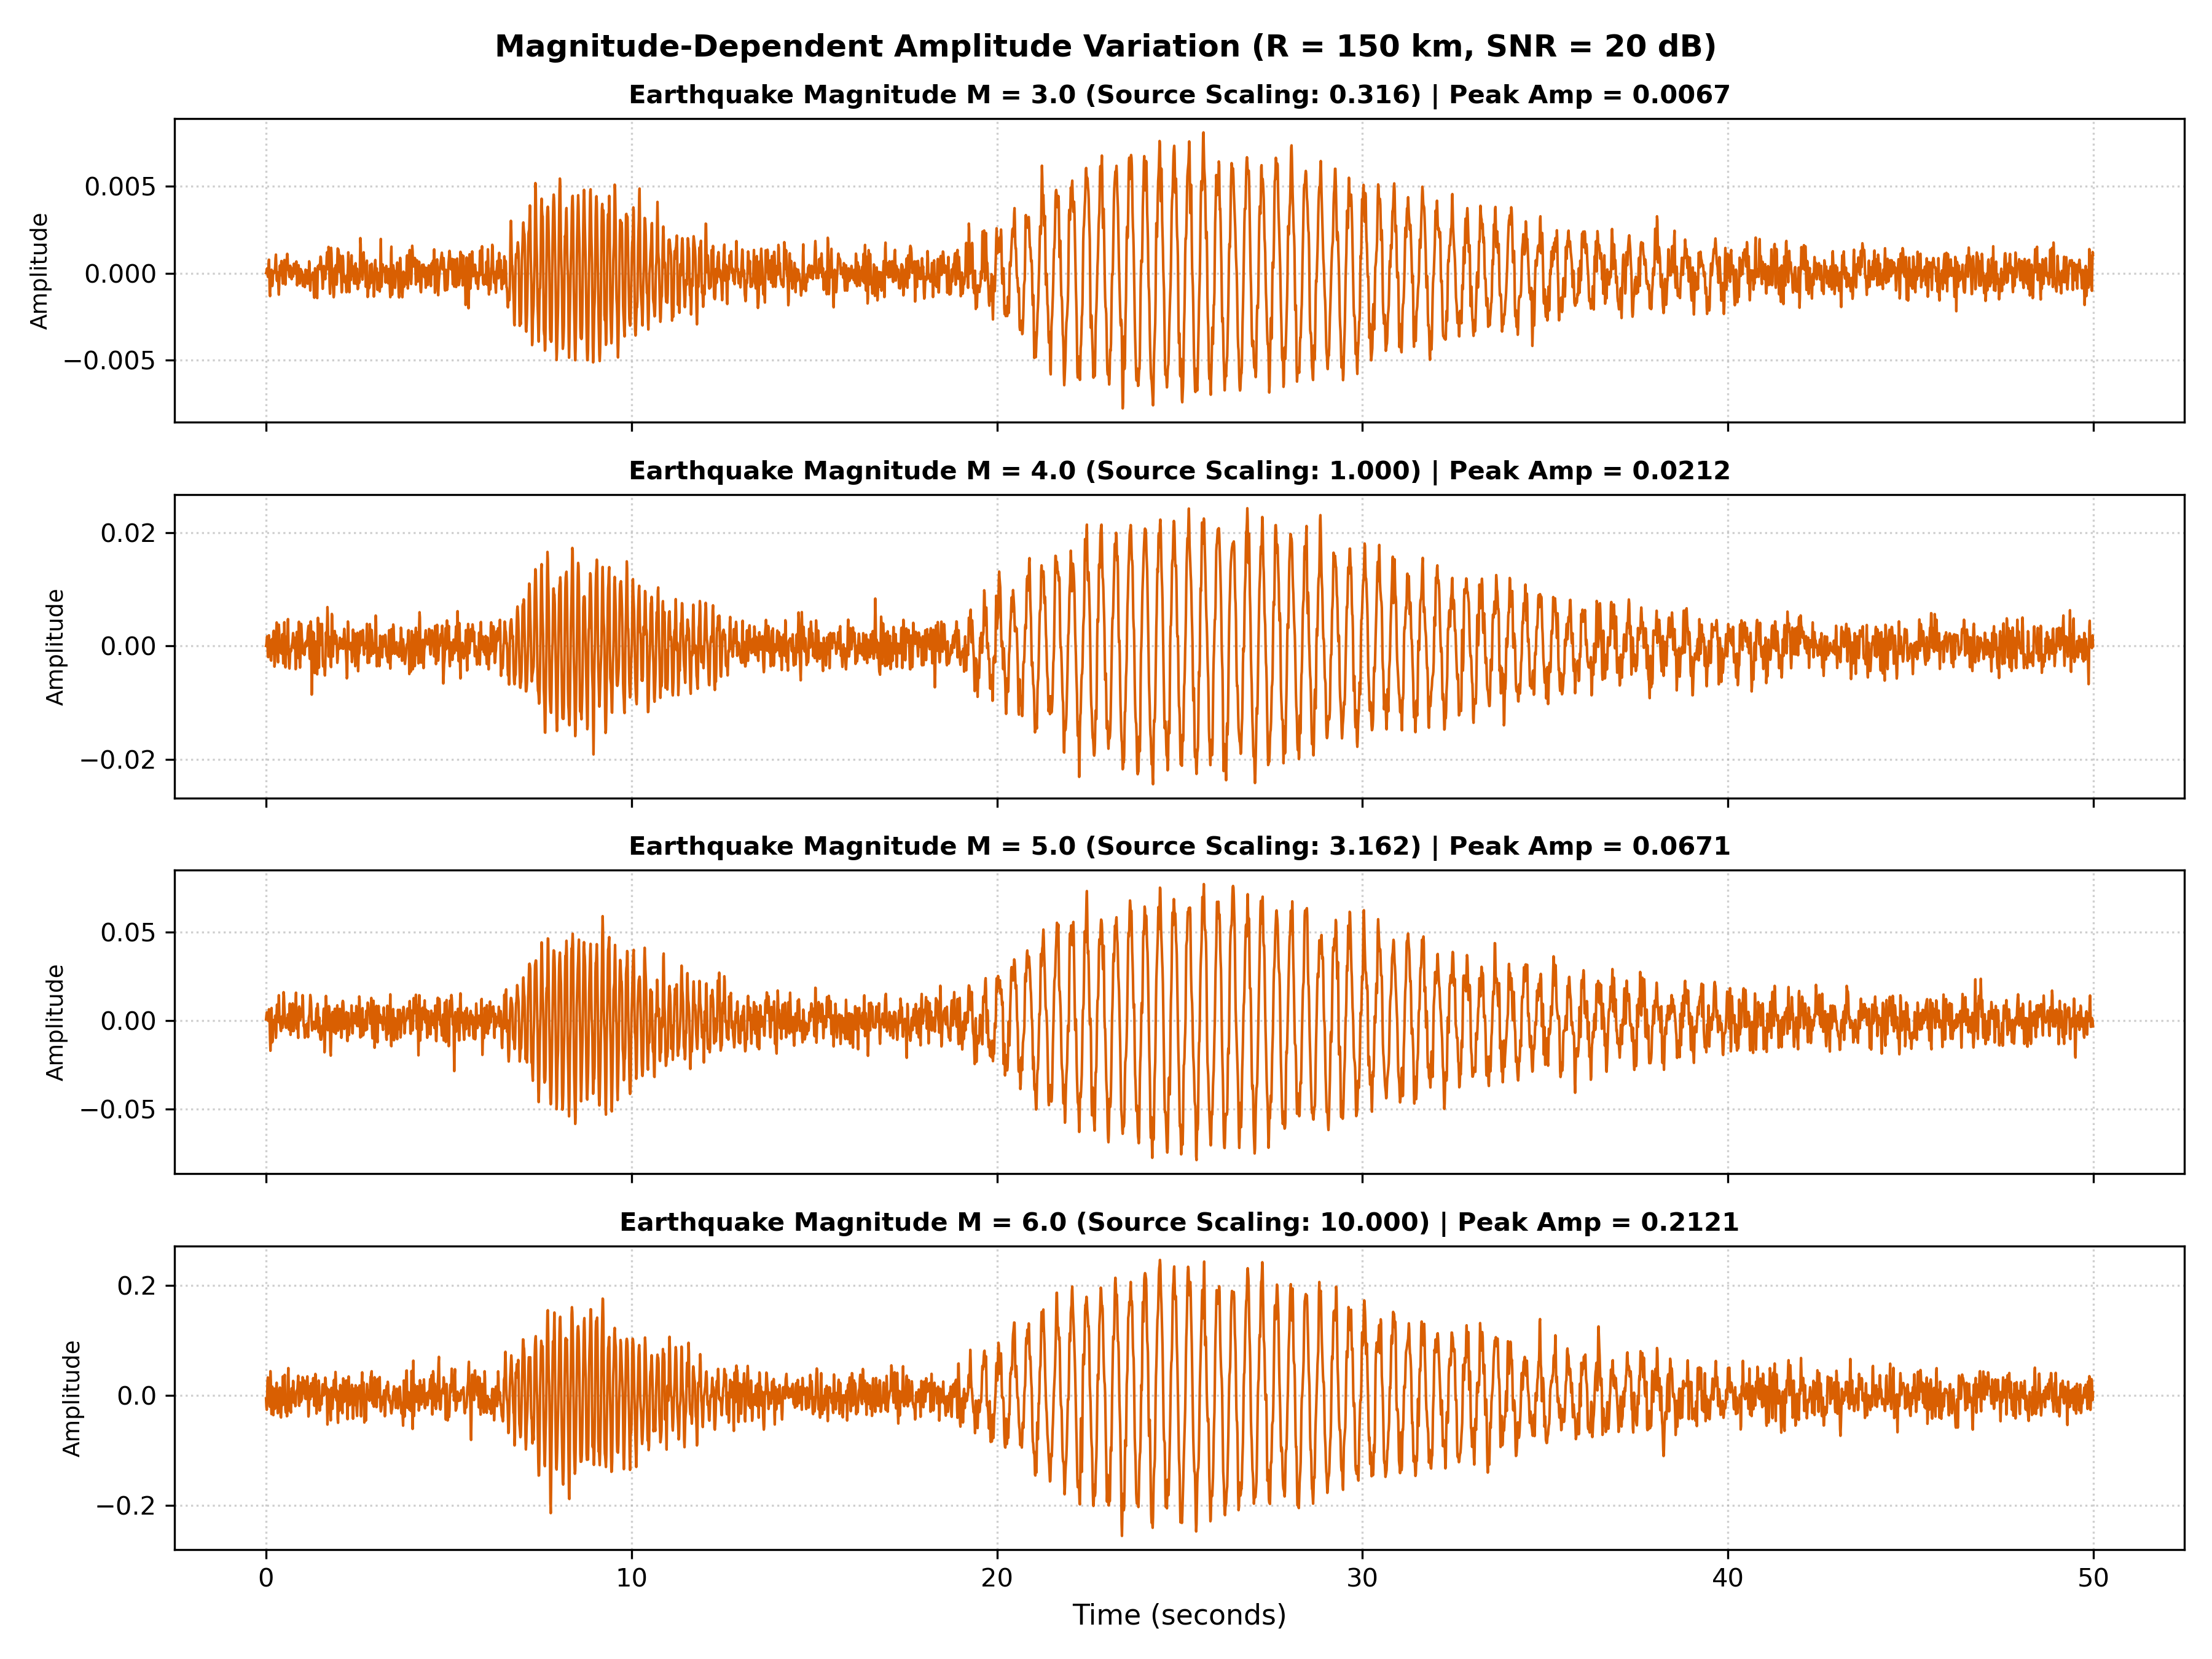 Magnitude-Dependent Amplitude Variation (R = 150 km, SNR = 20 dB)
Earthquake Magnitude M = 3.0 (Source Scaling: 0.316) | Peak Amp = 0.0067
Amplitude
0.005
0.000
−0.005
Earthquake Magnitude M = 4.0 (Source Scaling: 1.000) | Peak Amp = 0.0212
Amplitude
0.02
0.00
−0.02
Earthquake Magnitude M = 5.0 (Source Scaling: 3.162) | Peak Amp = 0.0671
Amplitude
0.05
0.00
−0.05
Earthquake Magnitude M = 6.0 (Source Scaling: 10.000) | Peak Amp = 0.2121
Amplitude
0.2
0.0
−0.2
0 10 20 30 40 50
Time (seconds)